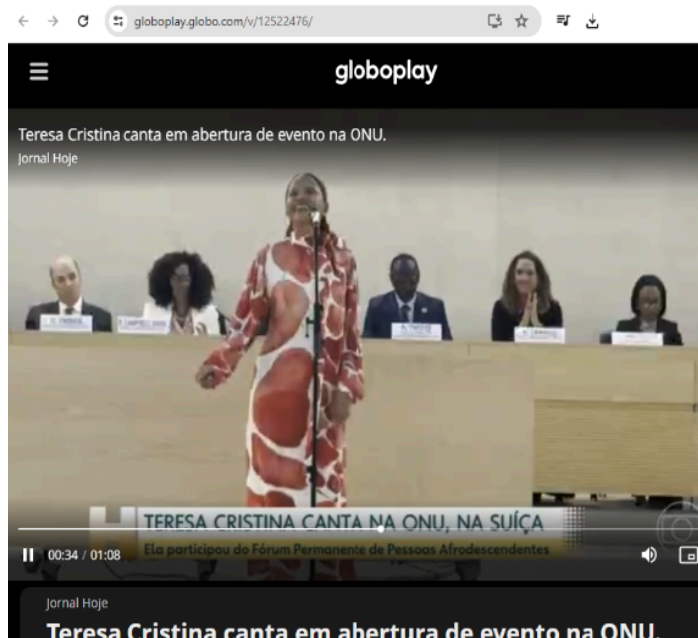 globoplay.globo.com/v/12522476/
globoplay
Teresa Cristina canta em abertura de evento na ONU.
Jornal Hoje
H
TERESA CRISTINA CANTA NA ONU, NA SUÍÇA
Ela participou do Fórum Permanente de Pessoas Afrodescendentes
00:34 / 01:08
Jornal Hoje
Teresa Cristina canta em abertura de evento na ONU.